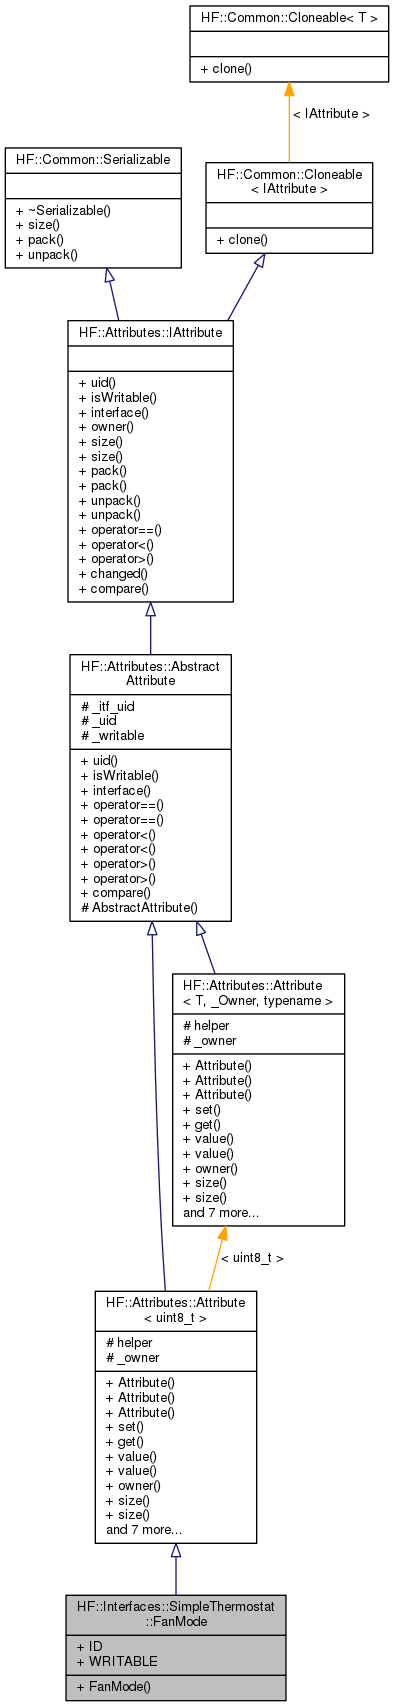 HF::Common::Cloneable< T >
+ clone()
< IAttribute >
HF::Common::Serializable
+ ~Serializable()
+ size()
+ pack()
+ unpack()
HF::Common::Cloneable
< IAttribute >
+ clone()
HF::Attributes::IAttribute
+ uid()
+ isWritable()
+ interface()
+ owner()
+ size()
+ size()
+ pack()
+ pack()
+ unpack()
+ unpack()
+ operator==()
+ operator<()
+ operator>()
+ changed()
+ compare()
HF::Attributes::Abstract
Attribute
# _itf_uid
# _uid
# _writable
+ uid()
+ isWritable()
+ interface()
+ operator==()
+ operator==()
+ operator<()
+ operator<()
+ operator>()
+ operator>()
+ compare()
# AbstractAttribute()
HF::Attributes::Attribute
< T, _Owner, typename >
# helper
# _owner
+ Attribute()
+ Attribute()
+ Attribute()
+ set()
+ get()
+ value()
+ value()
+ owner()
+ size()
+ size()
and 7 more...
< uint8_t >
HF::Attributes::Attribute
< uint8_t >
# helper
# _owner
+ Attribute()
+ Attribute()
+ Attribute()
+ set()
+ get()
+ value()
+ value()
+ owner()
+ size()
+ size()
and 7 more...
HF::Interfaces::SimpleThermostat
::FanMode
+ ID
+ WRITABLE
+ FanMode()